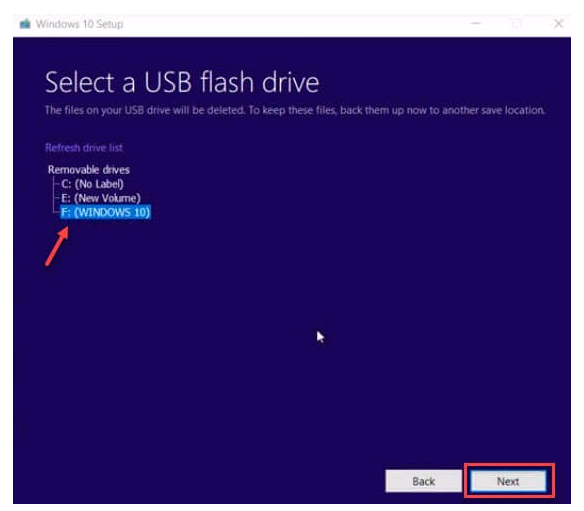 Windows 10 Setup
Select a USB flash drive
The files on your USB drive will be deleted. To keep these files, back them up now to another save location.
Refresh drive list
Removable drives
C: (No Label)
E: (New Volume)
F: (WINDOWS 10)
Back
Next